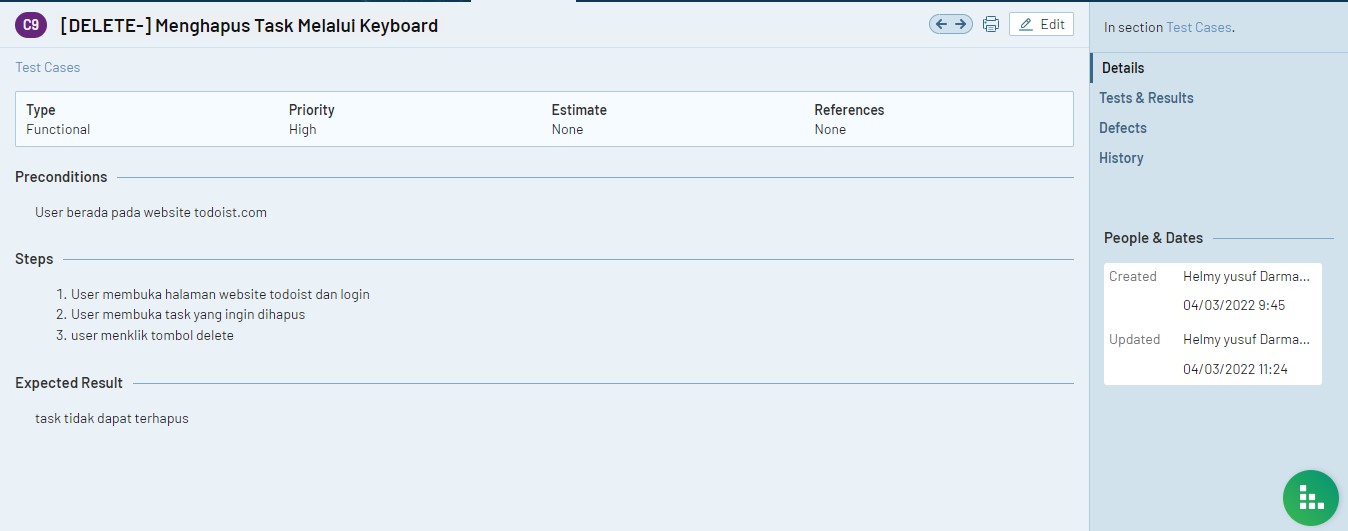 C9 [DELETE-] Menghapus Task Melalui Keyboard
Edit
Test Cases
Type Priority Estimate References
Functional High None None
Preconditions
User berada pada website todoist.com
Steps
1. User membuka halaman website todoist dan login
2. User membuka task yang ingin dihapus
3. user menklik tombol delete
Expected Result
task tidak dapat terhapus
In section Test Cases.
Details
Tests & Results
Defects
History
People & Dates
Created Helmy yusuf Darma...
04/03/2022 9:45
Updated Helmy yusuf Darma...
04/03/2022 11:24